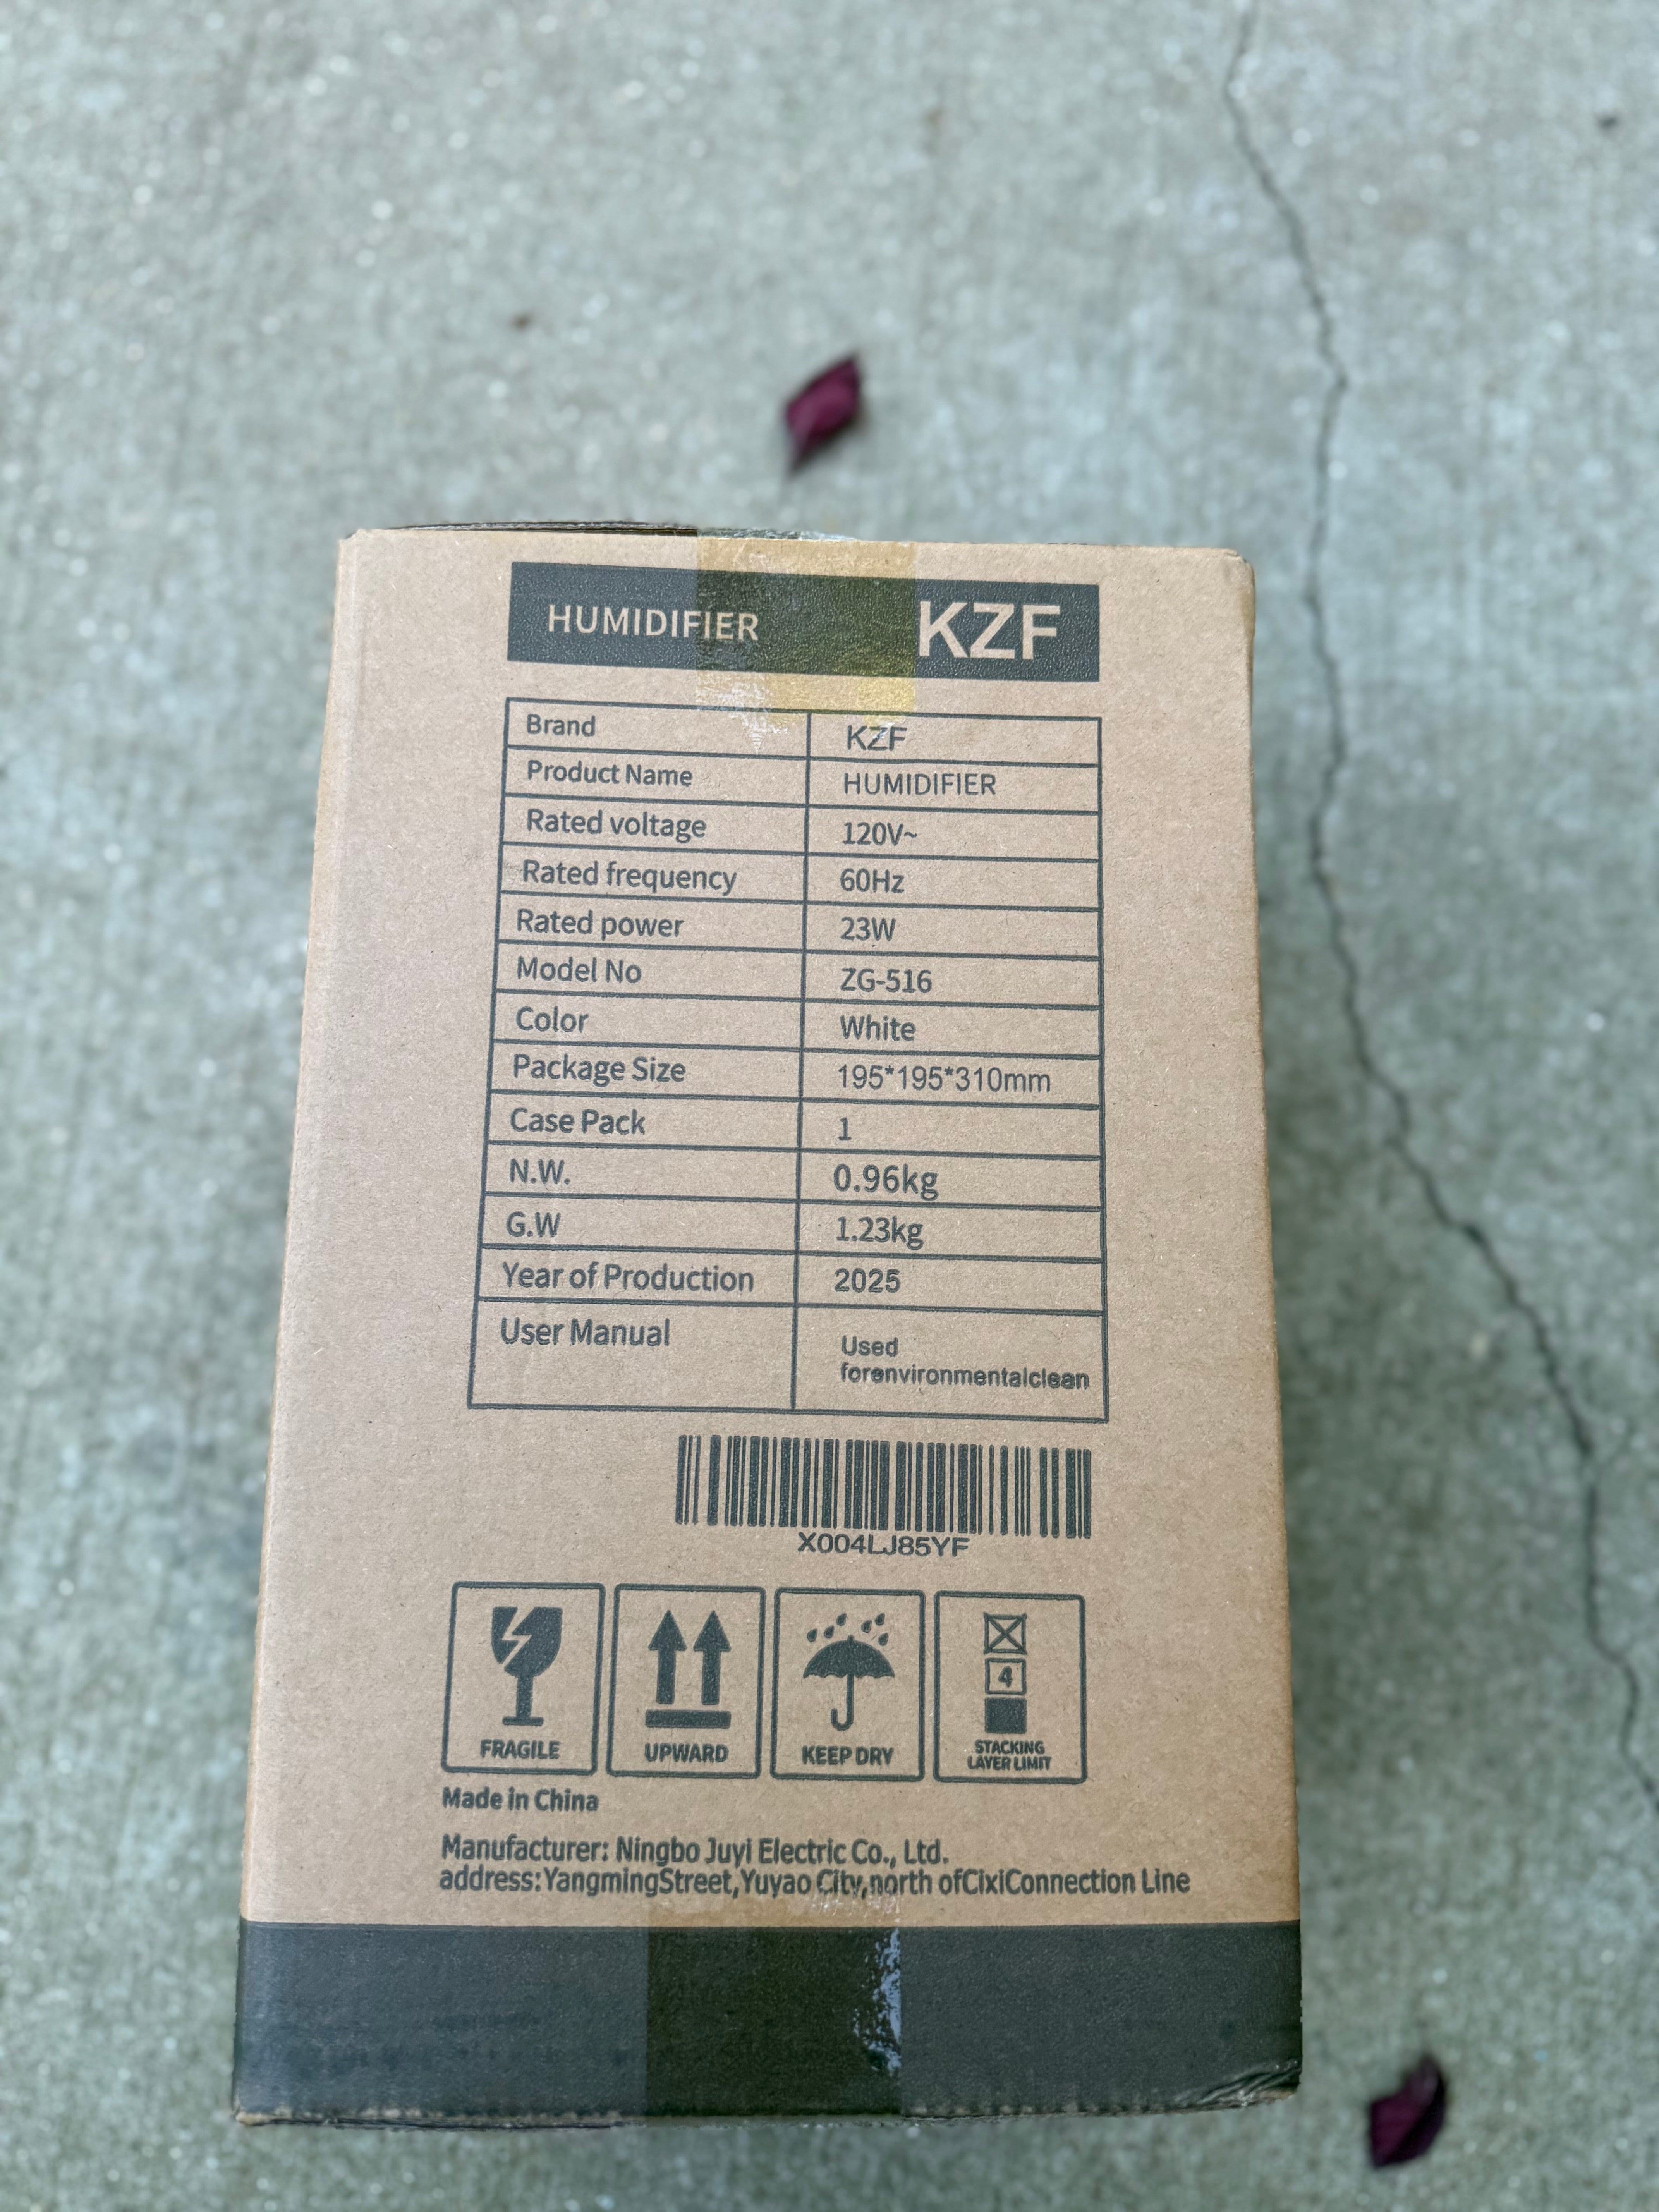 HUMIDIFIER KZF
Brand KZF
Product Name HUMIDIFIER
Rated voltage 120V~
Rated frequency 60Hz
Rated power 23W
Model No ZG-516
Color White
Package Size 195*195*310mm
Case Pack 1
N.W. 0.96kg
G.W 1.23kg
Year of Production 2025
User Manual Used
forenvironmentalclean
X004LJ85YF
4
FRAGILE UPWARD KEEP DRY STACKING
LAYER LIMIT
Made in China
Manufacturer: Ningbo Juyi Electric Co., Ltd.
address:YangmingStreet,Yuyao City,north ofCixiConnection Line